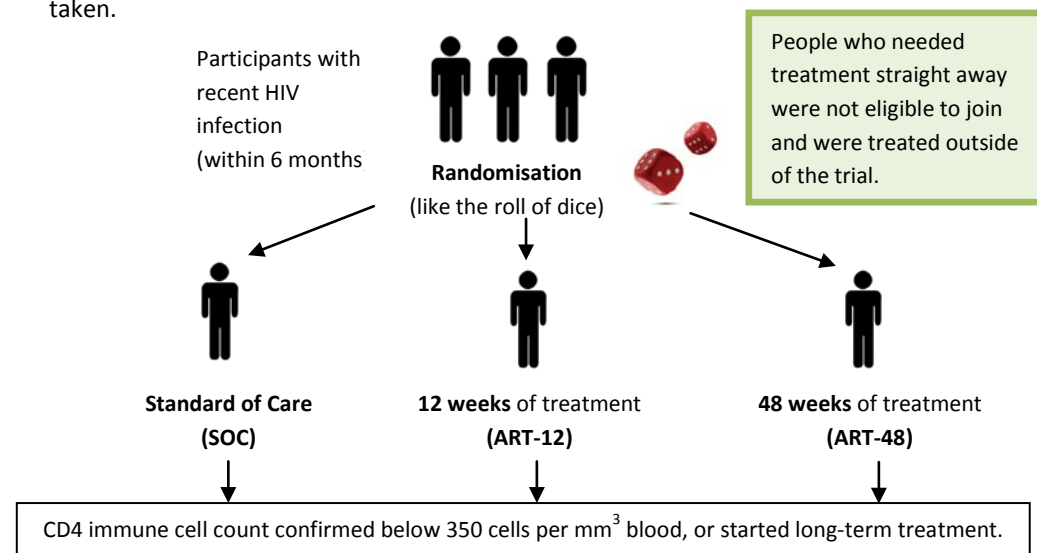 taken.
Participants with
recent HIV
infection
(within 6 months
People who needed
treatment straight away
were not eligible to join
and were treated outside
of the trial.
Randomisation
(like the roll of dice)
Standard of Care
(SOC)
12 weeks of treatment
(ART-12)
48 weeks of treatment
(ART-48)
CD4 immune cell count confirmed below 350 cells per mm³ blood, or started long-term treatment.